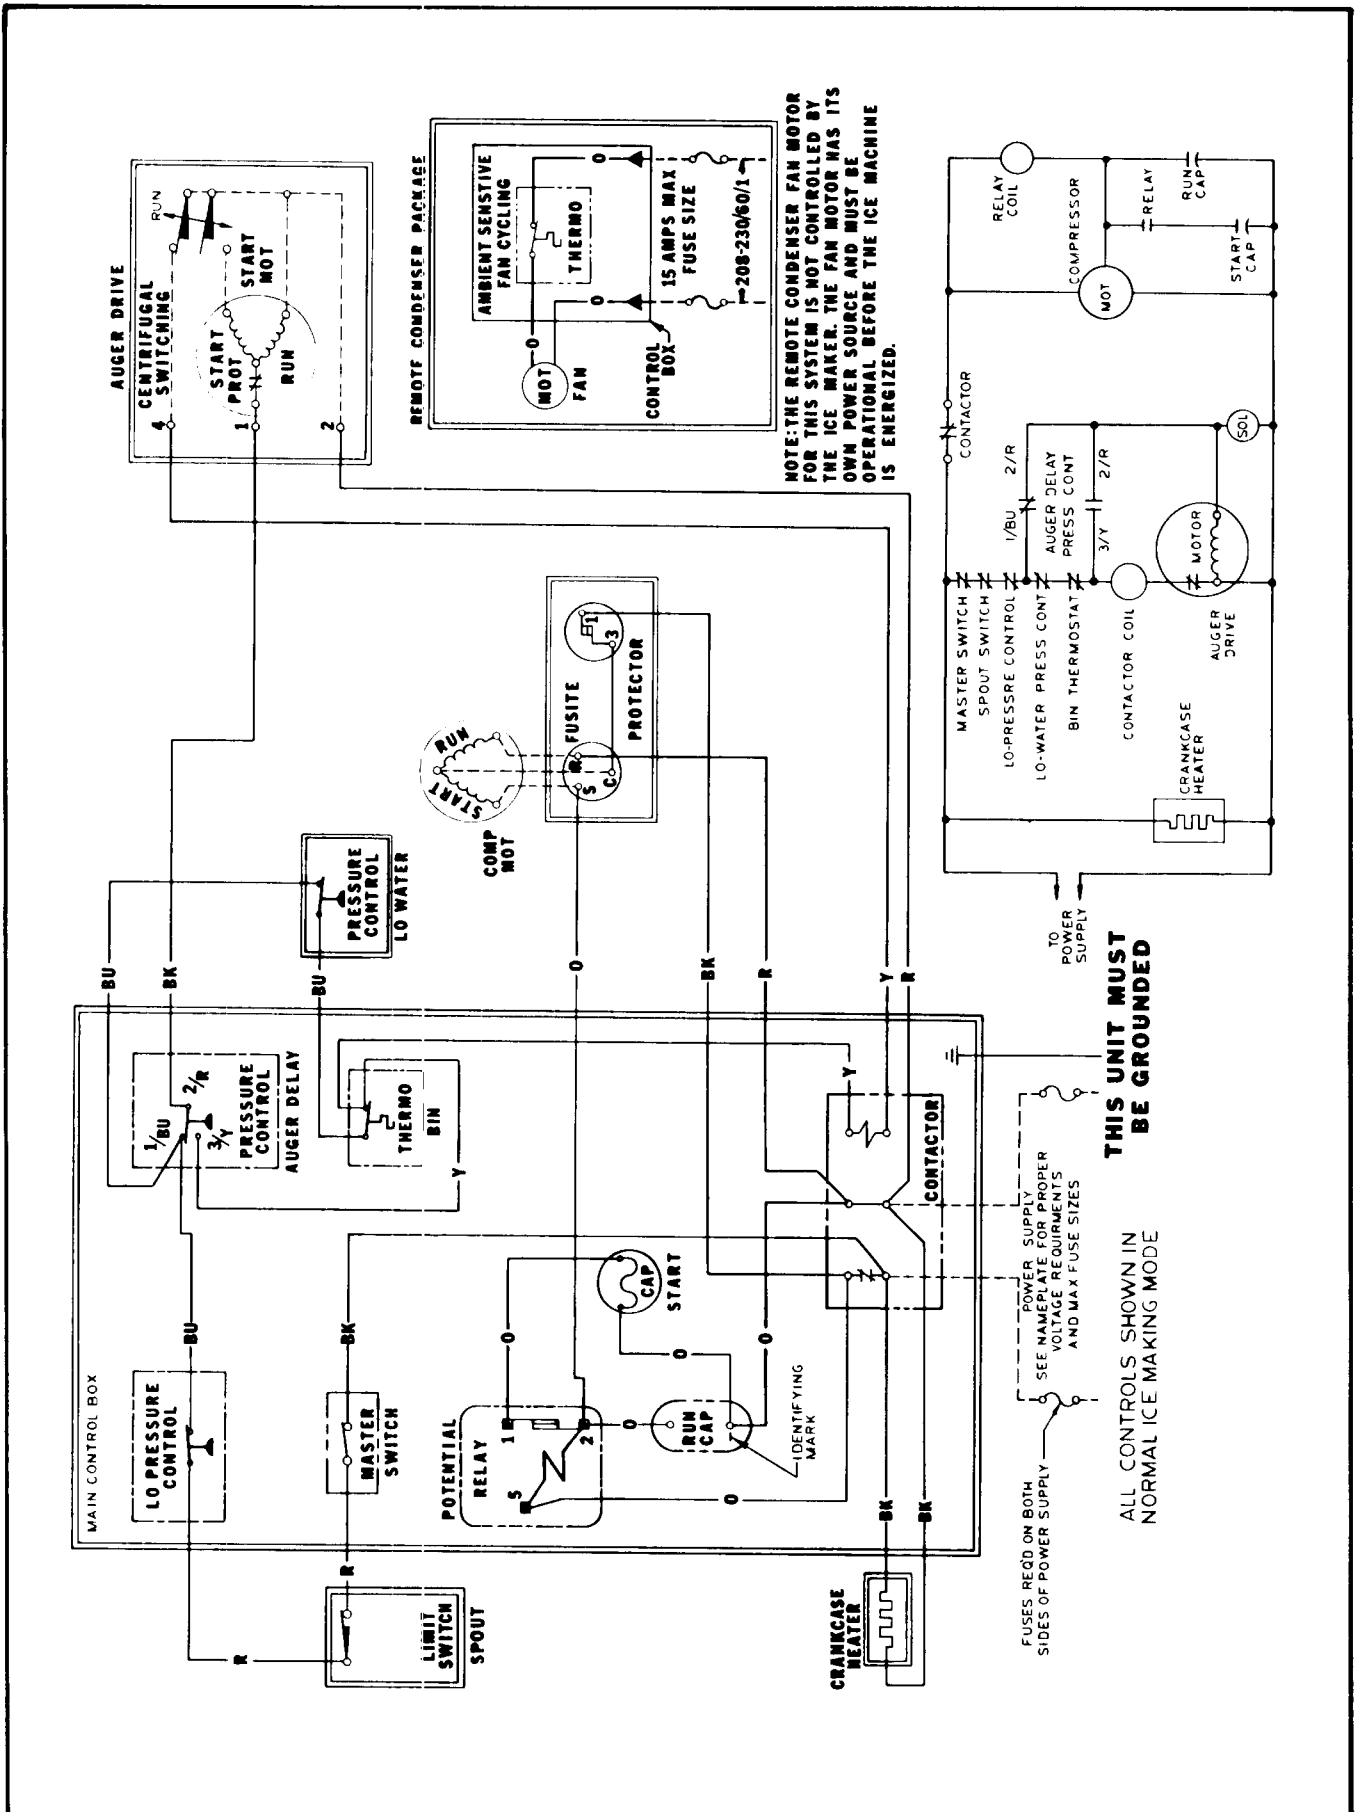 MAIN CONTROL BOX
LO PRESSURE
CONTROL
BU
1/BU
2/R
3/Y
PRESSURE
CONTROL
AUGER DELAY
BU
BK
AUGER DRIVE
CENTRIFUGAL
SWITCHING
4
1
2
RUN
START
PROT
START
MOT
RUN
R
LIMIT
SWITCH
SPOUT
R
MASTER
SWITCH
BK
THERMO
BIN
Y
BU
PRESSURE
CONTROL
LO WATER
REMOTE CONDENSER PACKAGE
AMBIENT SENSTIVE
FAN CYCLING
THERMO
O
O
O
MOT
FAN
CONTROL
BOX
15 AMPS MAX
FUSE SIZE
208-230/60/1
POTENTIAL
RELAY
5
1
2
O
CAP
START
O
O
RUN
CAP
O
O
IDENTIFYING
MARK
O
COMP
MOT
START
RUN
S
R
C
FUSITE
1
3
PROTECTOR
BK
R
Y
R
Y
CONTACTOR
CRANKCASE
HEATER
BK
BK
NOTE:THE REMOTE CONDENSER FAN MOTOR
FOR THIS SYSTEM IS NOT CONTROLLED BY
THE ICE MAKER. THE FAN MOTOR HAS ITS
OWN POWER SOURCE AND MUST BE
OPERATIONAL BEFORE THE ICE MACHINE
IS ENERGIZED.
FUSES REQ'D ON BOTH
SIDES OF POWER SUPPLY
POWER SUPPLY
SEE NAMEPLATE FOR PROPER
VOLTAGE REQUIRMENTS
AND MAX FUSE SIZES
ALL CONTROLS SHOWN IN
NORMAL ICE MAKING MODE
THIS UNIT MUST
BE GROUNDED
TO
POWER
SUPPLY
CRANKCASE
HEATER
MASTER SWITCH
SPOUT SWITCH
LO-PRESSRE CONTROL
LO-WATER PRESS CONT
BIN THERMOSTAT
CONTACTOR COIL
AUGER
DRIVE
MOTOR
1/BU
2/R
AUGER DELAY
PRESS CONT
3/Y
2/R
SOL
CONTACTOR
MOT
COMPRESSOR
RELAY
COIL
RELAY
START
CAP
RUN
CAP